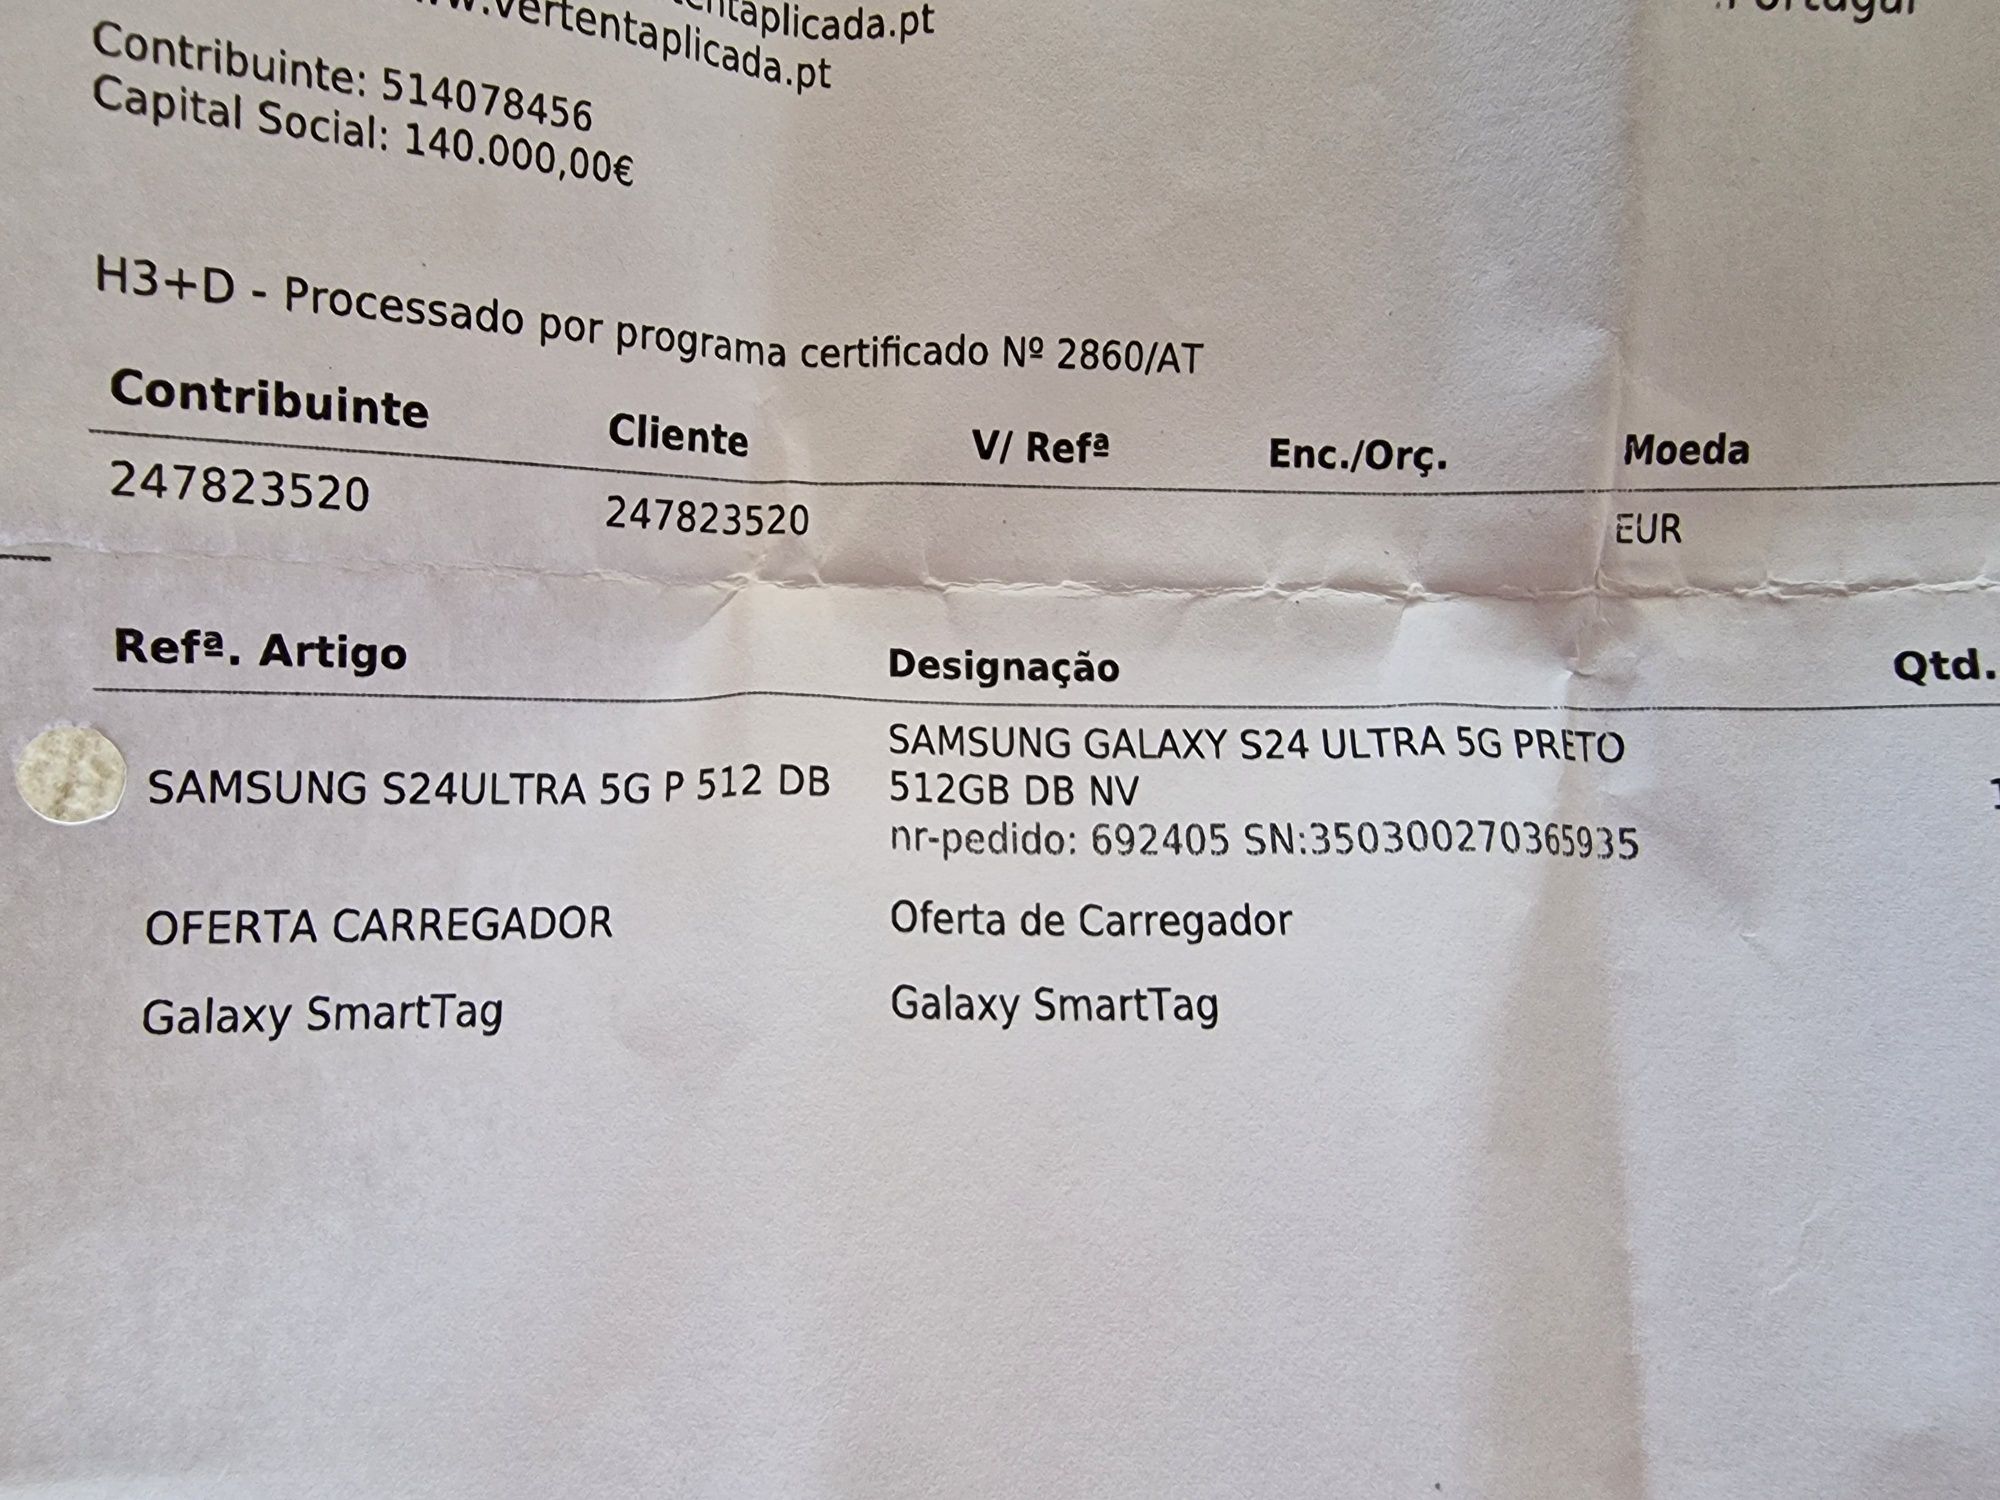 vertentaplicada.pt
Contribuinte: 514078456
Capital Social: 140.000,00€
H3+D - Processado por programa certificado Nº 2860/AT
Contribuinte Cliente V/ Refª Enc./Orç. Moeda
247823520 247823520 EUR
Refª. Artigo Designação Qtd.
SAMSUNG GALAXY S24 ULTRA 5G PRETO
SAMSUNG S24ULTRA 5G P 512 DB 512GB DB NV
nr-pedido: 692405 SN:350300270365935
OFERTA CARREGADOR Oferta de Carregador
Galaxy SmartTag Galaxy SmartTag